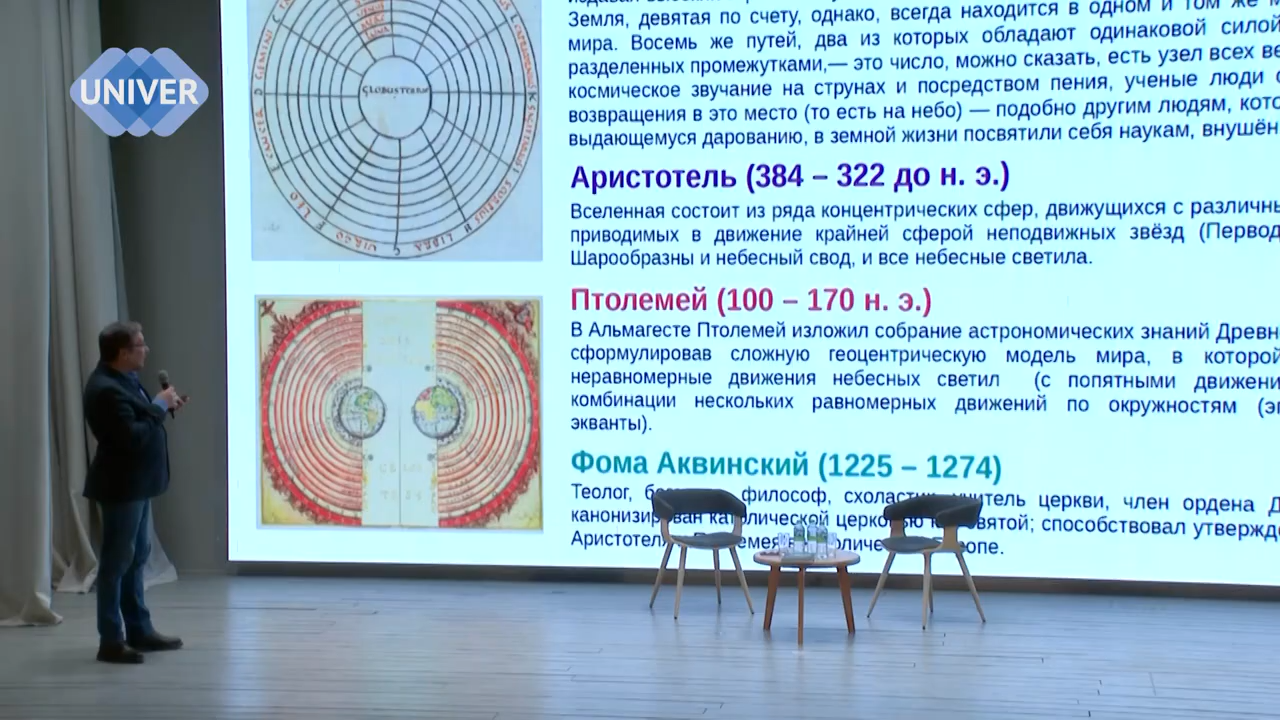 UNIVER
GLOBUS TERRAE
LEO
VIRGO
LIBRA
Земля, девятая по счету, однако, всегда находится в одном и том же
мира. Восемь же путей, два из которых обладают одинаковой силой
разделенных промежутками,— это число, можно сказать, есть узел всех
космическое звучание на струнах и посредством пения, ученые люди
возвращения в это место (то есть на небо) — подобно другим людям,
выдающемуся дарованию, в земной жизни посвятили себя наукам,
Аристотель (384 – 322 до н. э.)
Вселенная состоит из ряда концентрических сфер, движущихся с
приводимых в движение крайней сферой неподвижных звёзд
Шарообразны и небесный свод, и все небесные светила.
Птолемей (100 – 170 н. э.)
В Альмагесте Птолемей изложил собрание астрономических знаний
сформулировав сложную геоцентрическую модель мира, в которой
неравномерные движения небесных светил (с попятными
комбинации нескольких равномерных движений по окружностям
экванты).
Фома Аквинский (1225 – 1274)
Теолог, философ, учитель церкви, член ордена
канонизирован католической церковью святой; способствовал